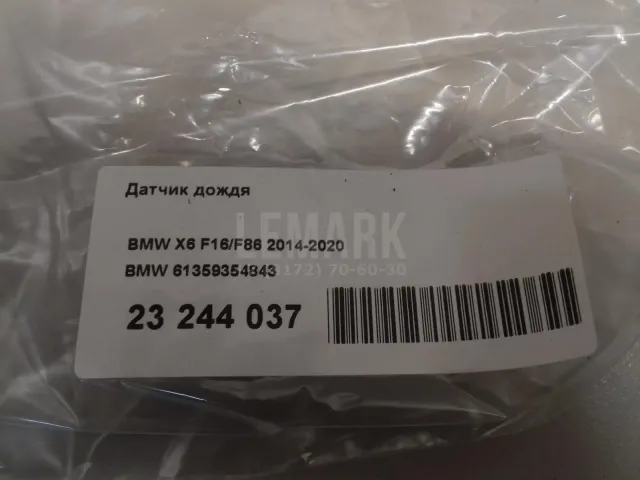 Датчик дождя
LEMARK
BMW X6 F16/F86 2014-2020
BMW 61359354843
172) 70-60-30
23 244 037